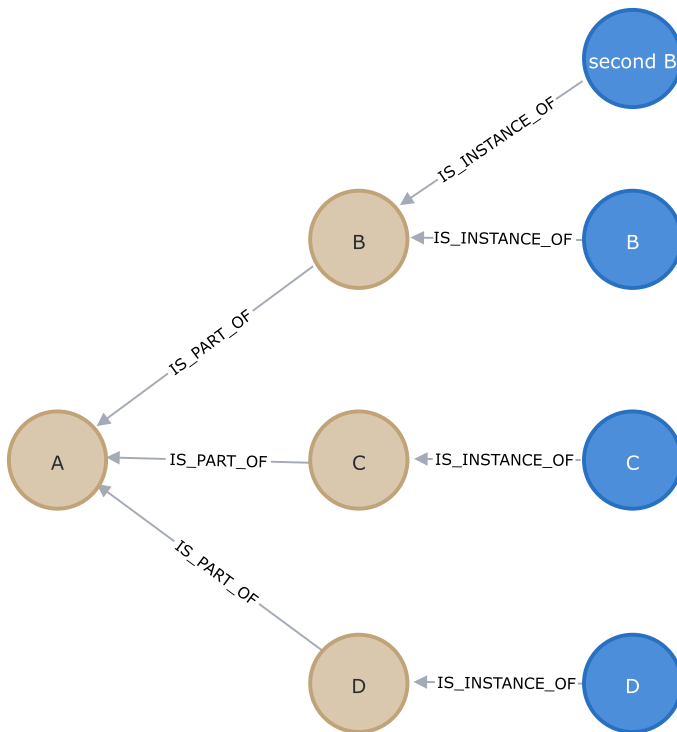 second B
IS_INSTANCE_OF
B
IS_INSTANCE_OF
B
IS_PART_OF
A
IS_PART_OF
C
IS_INSTANCE_OF
C
IS_PART_OF
D
IS_INSTANCE_OF
D